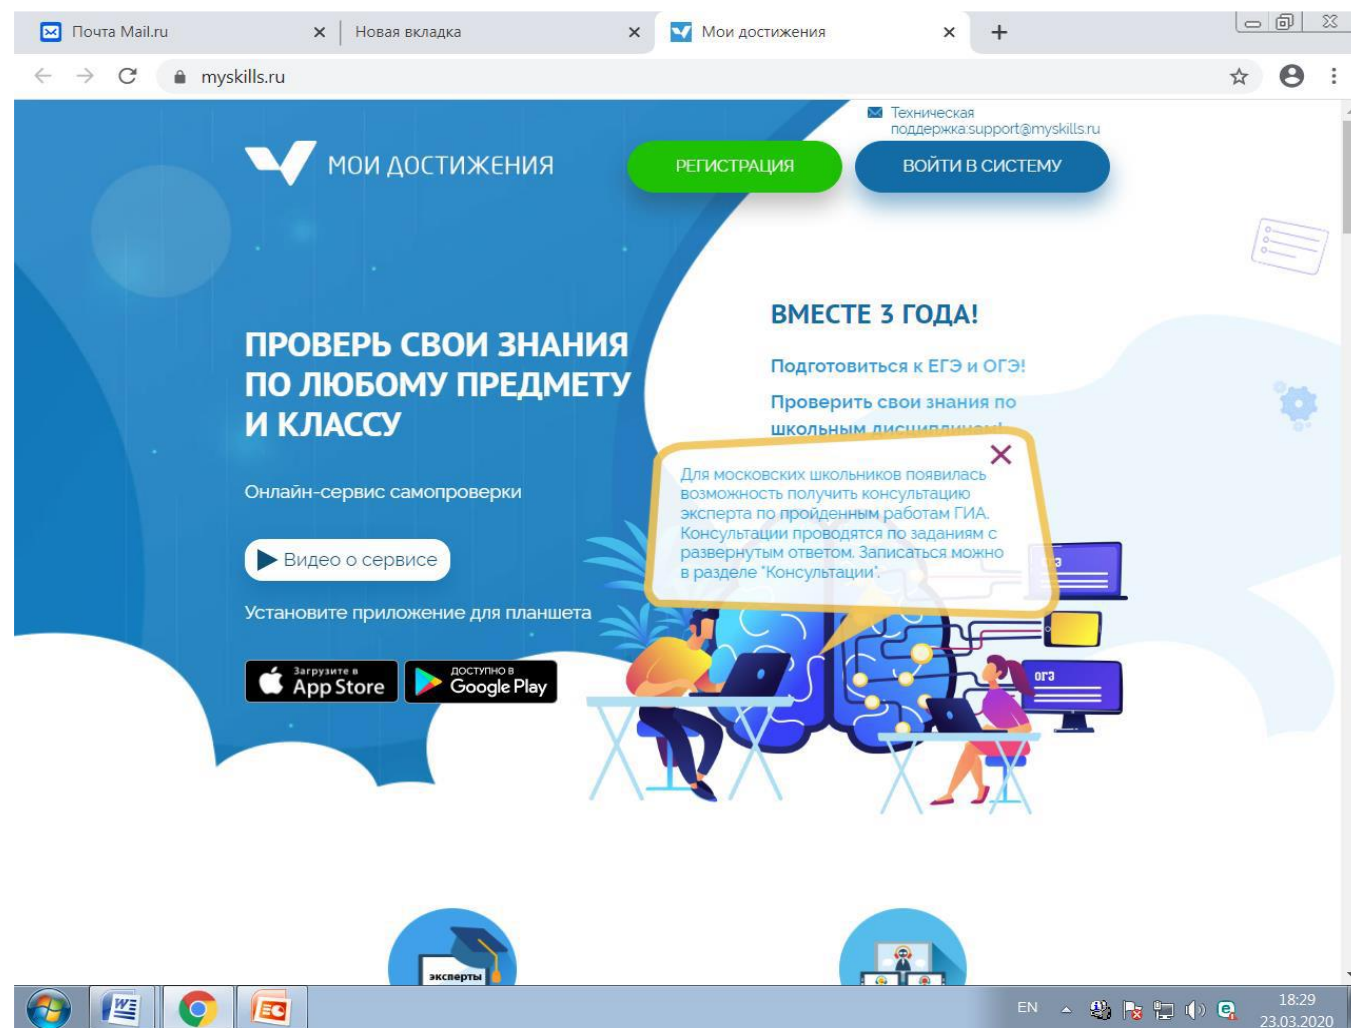 Почта Mail.ru
Новая вкладка
Мои достижения
myskills.ru
Техническая
поддержка:support@myskills.ru
МОИ ДОСТИЖЕНИЯ
РЕГИСТРАЦИЯ
ВОЙТИ В СИСТЕМУ
ПРОВЕРЬ СВОИ ЗНАНИЯ
ПО ЛЮБОМУ ПРЕДМЕТУ
И КЛАССУ
Онлайн-сервис самопроверки
Видео о сервисе
Установите приложение для планшета
Загрузите в
App Store
ДОСТУПНО В
Google Play
ВМЕСТЕ 3 ГОДА!
Подготовиться к ЕГЭ и ОГЭ!
Проверить свои знания по
школьным дисциплинам!
Для московских школьников появилась
возможность получить консультацию
эксперта по пройденным работам ГИА.
Консультации проводятся по заданиям с
развернутым ответом. Записаться можно
в разделе "Консультации".
ОГЭ
эксперты
EN
18:29
23.03.2020